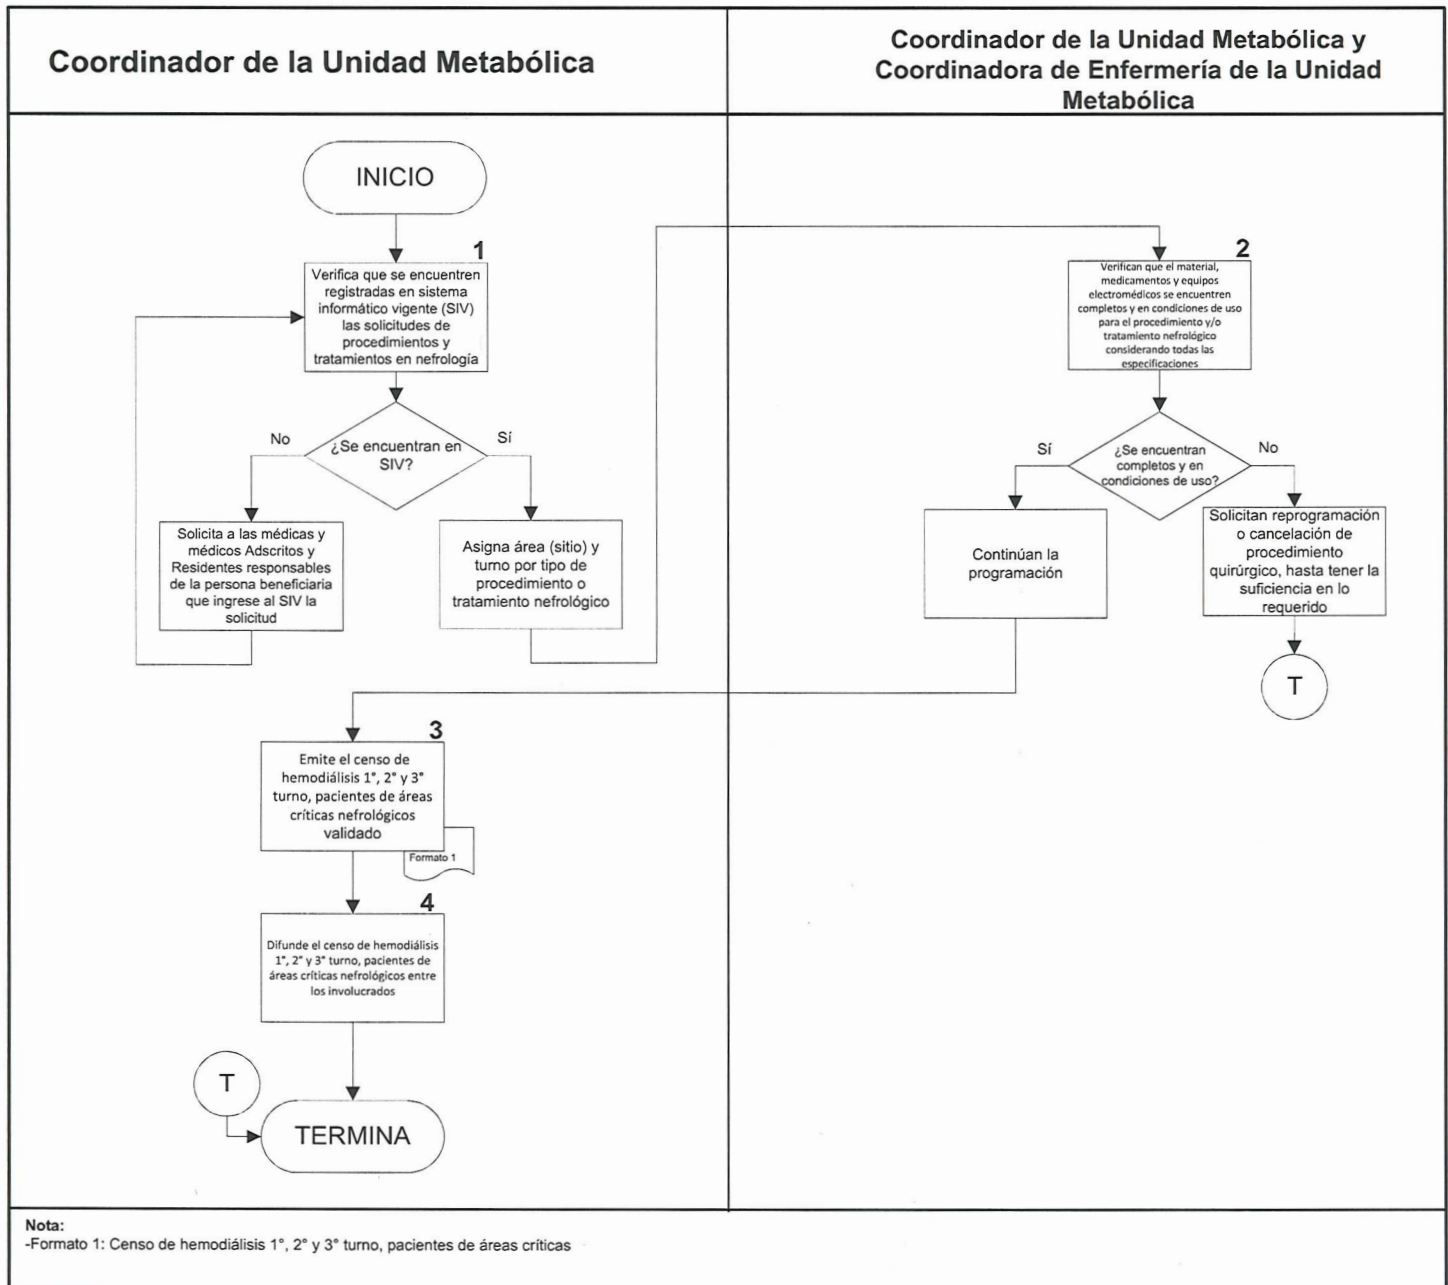 Coordinador de la Unidad Metabólica
Coordinador de la Unidad Metabólica y
Coordinadora de Enfermería de la Unidad
Metabólica
INICIO
1
Verifica que se encuentren
registradas en sistema
informático vigente (SIV)
las solicitudes de
procedimientos y
tratamientos en nefrología
¿Se encuentran en
SIV?
No
Sí
Solicita a las médicas y
médicos Adscritos y
Residentes responsables
de la persona beneficiaria
que ingrese al SIV la
solicitud
Asigna área (sitio) y
turno por tipo de
procedimiento o
tratamiento nefrológico
2
Verifican que el material,
medicamentos y equipos
electromédicos se encuentren
completos y en condiciones de uso
para el procedimiento y/o
tratamiento nefrológico
considerando todas las
especificaciones
¿Se encuentran
completos y en
condiciones de uso?
Sí
No
Continúan la
programación
Solicitan reprogramación
o cancelación de
procedimiento
quirúrgico, hasta tener la
suficiencia en lo
requerido
T
3
Emite el censo de
hemodiálisis 1°, 2° y 3°
turno, pacientes de áreas
críticas nefrológicos
validado
Formato 1
4
Difunde el censo de hemodiálisis
1°, 2° y 3° turno, pacientes de
áreas críticas nefrológicos entre
los involucrados
T
TERMINA
Nota:
-Formato 1: Censo de hemodiálisis 1°, 2° y 3° turno, pacientes de áreas críticas